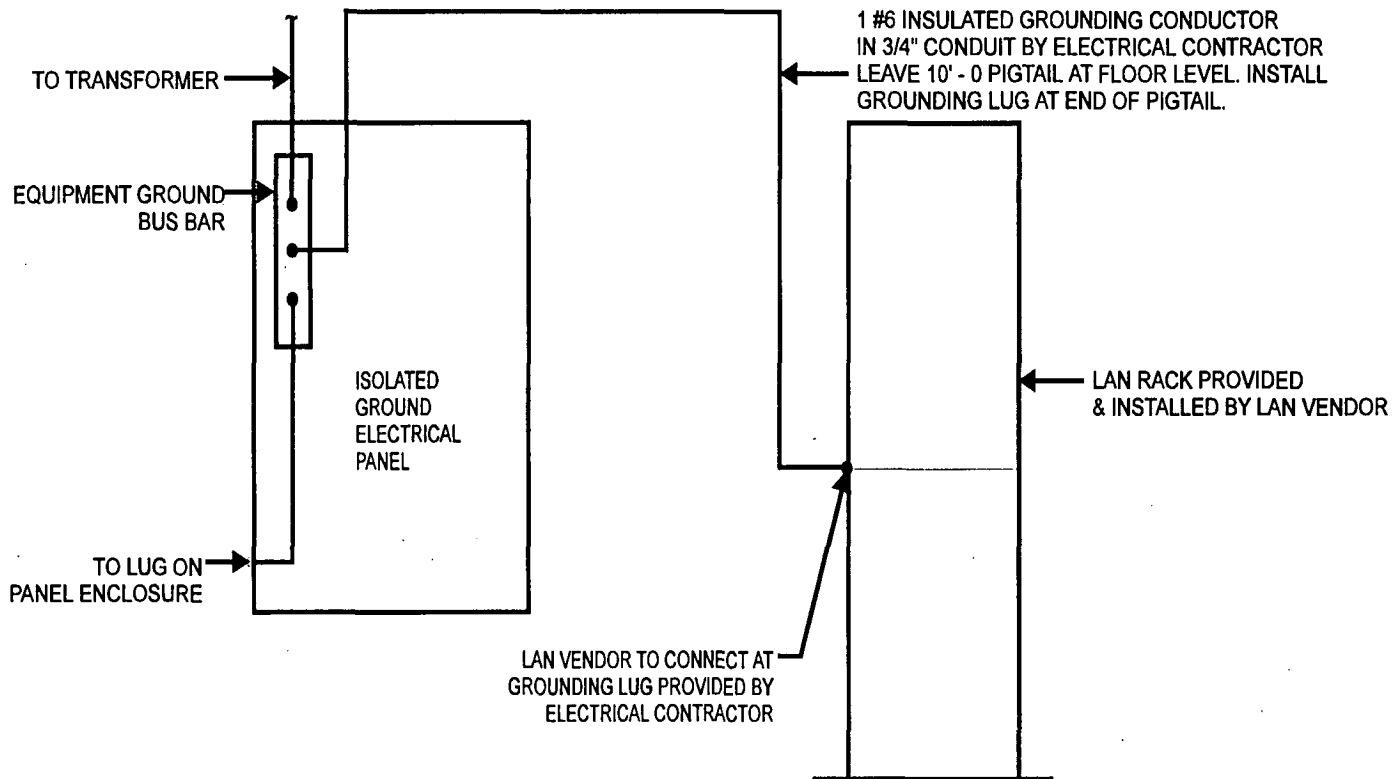 1 #6 INSULATED GROUNDING CONDUCTOR
IN 3/4" CONDUIT BY ELECTRICAL CONTRACTOR
LEAVE 10' - 0 PIGTAIL AT FLOOR LEVEL. INSTALL
GROUNDING LUG AT END OF PIGTAIL.
TO TRANSFORMER
EQUIPMENT GROUND
BUS BAR
ISOLATED
GROUND
ELECTRICAL
PANEL
LAN RACK PROVIDED
& INSTALLED BY LAN VENDOR
TO LUG ON
PANEL ENCLOSURE
LAN VENDOR TO CONNECT AT
GROUNDING LUG PROVIDED BY
ELECTRICAL CONTRACTOR